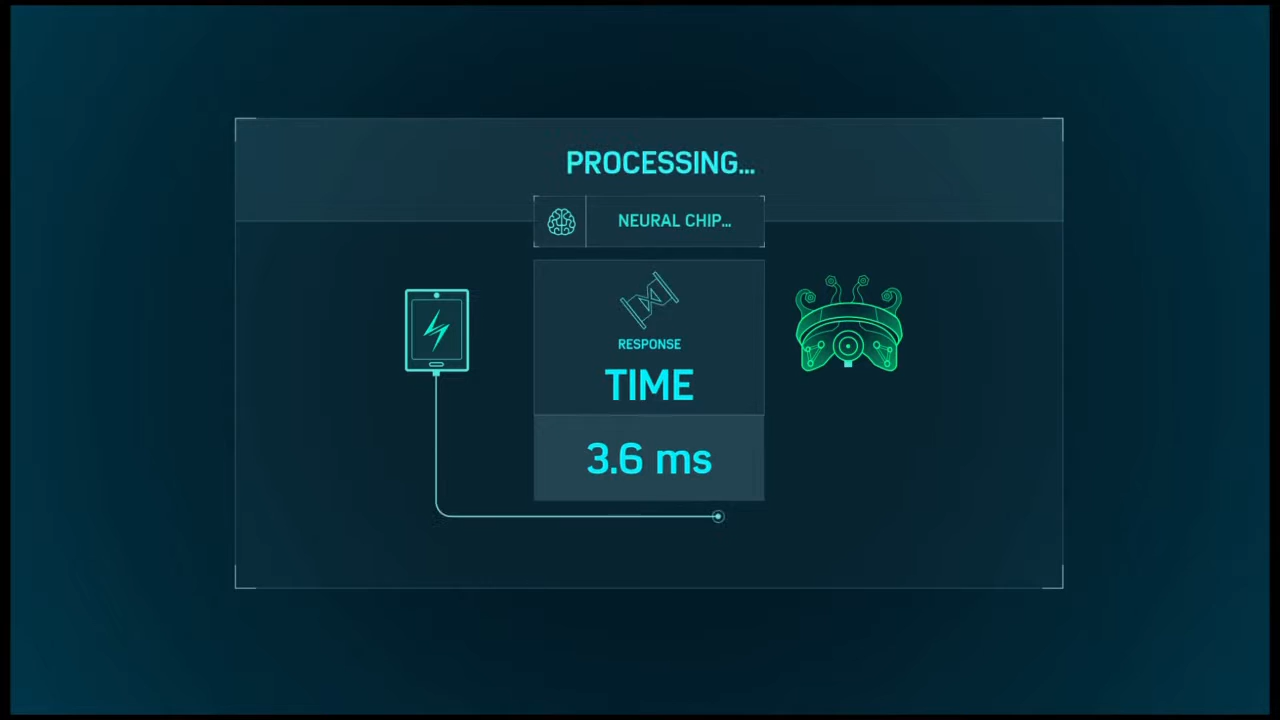 PROCESSING...
NEURAL CHIP...
RESPONSE
TIME
3.6 ms